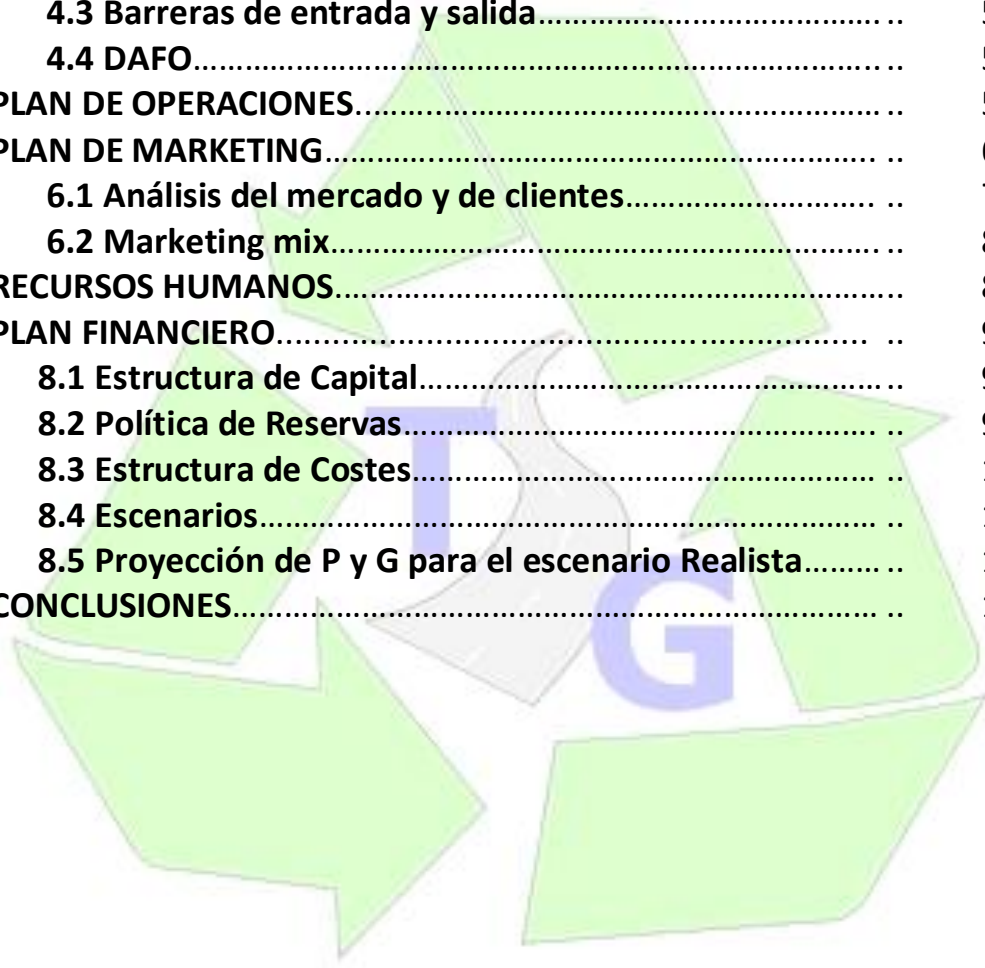 4.3 Barreras de entrada y salida
4.4 DAFO
PLAN DE OPERACIONES
PLAN DE MARKETING
6.1 Análisis del mercado y de clientes
6.2 Marketing mix
RECURSOS HUMANOS
PLAN FINANCIERO
8.1 Estructura de Capital
8.2 Política de Reservas
8.3 Estructura de Costes
8.4 Escenarios
8.5 Proyección de P y G para el escenario Realista
CONCLUSIONES
T
G